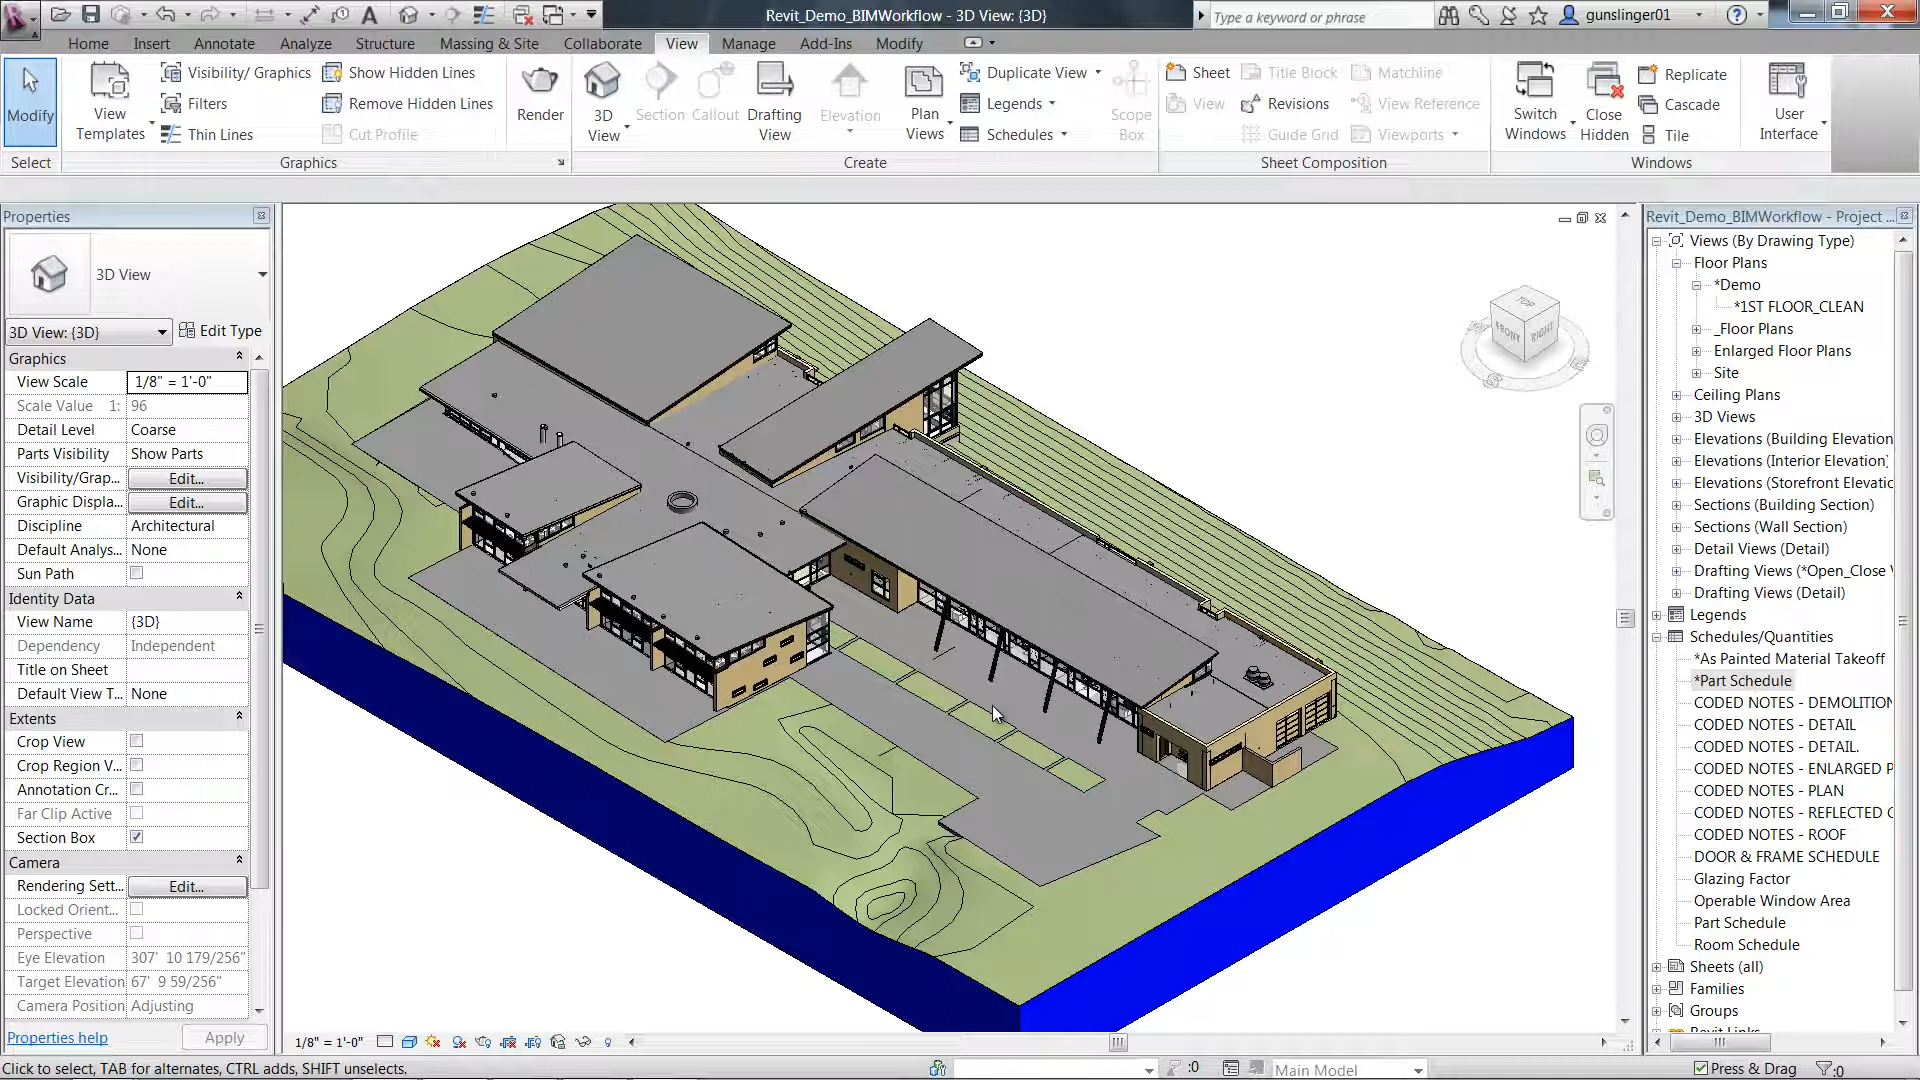 Revit_Demo_BIMWorkflow - 3D View: {3D}
Type a keyword or phrase
gunslinger01
Home Insert Annotate Analyze Structure Massing & Site Collaborate View Manage Add-Ins Modify
Modify
View Templates
Visibility/ Graphics
Filters
Thin Lines
Show Hidden Lines
Remove Hidden Lines
Cut Profile
Render
3D View
Section
Callout
Drafting View
Elevation
Plan Views
Duplicate View
Legends
Schedules
Scope Box
Sheet
View
Title Block
Revisions
Guide Grid
Matchline
View Reference
Viewports
Switch Windows
Close Hidden
Replicate
Cascade
Tile
User Interface
Select Graphics Create Sheet Composition Windows
Properties
3D View
3D View: {3D} Edit Type
Graphics
View Scale 1/8" = 1'-0"
Scale Value 1: 96
Detail Level Coarse
Parts Visibility Show Parts
Visibility/Grap... Edit...
Graphic Displa... Edit...
Discipline Architectural
Default Analys... None
Sun Path
Identity Data
View Name {3D}
Dependency Independent
Title on Sheet
Default View T... None
Extents
Crop View
Crop Region V...
Annotation Cr...
Far Clip Active
Section Box
Camera
Rendering Sett... Edit...
Locked Orient...
Perspective
Eye Elevation 307' 10 179/256"
Target Elevation 67' 9 59/256"
Camera Position Adjusting
Properties help Apply
TOP
FRONT
RIGHT
Revit_Demo_BIMWorkflow - Project ...
Views (By Drawing Type)
Floor Plans
*Demo
*1ST FLOOR_CLEAN
_Floor Plans
Enlarged Floor Plans
Site
Ceiling Plans
3D Views
Elevations (Building Elevation
Elevations (Interior Elevation)
Elevations (Storefront Elevatic
Sections (Building Section)
Sections (Wall Section)
Detail Views (Detail)
Drafting Views (*Open_Close V
Drafting Views (Detail)
Legends
Schedules/Quantities
*As Painted Material Takeoff
*Part Schedule
CODED NOTES - DEMOLITION
CODED NOTES - DETAIL
CODED NOTES - DETAIL.
CODED NOTES - ENLARGED P
CODED NOTES - PLAN
CODED NOTES - REFLECTED C
CODED NOTES - ROOF
DOOR & FRAME SCHEDULE
Glazing Factor
Operable Window Area
Part Schedule
Room Schedule
Sheets (all)
Families
Groups
Revit Links
1/8" = 1'-0"
Click to select, TAB for alternates, CTRL adds, SHIFT unselects.
:0
Main Model
Press & Drag
:0